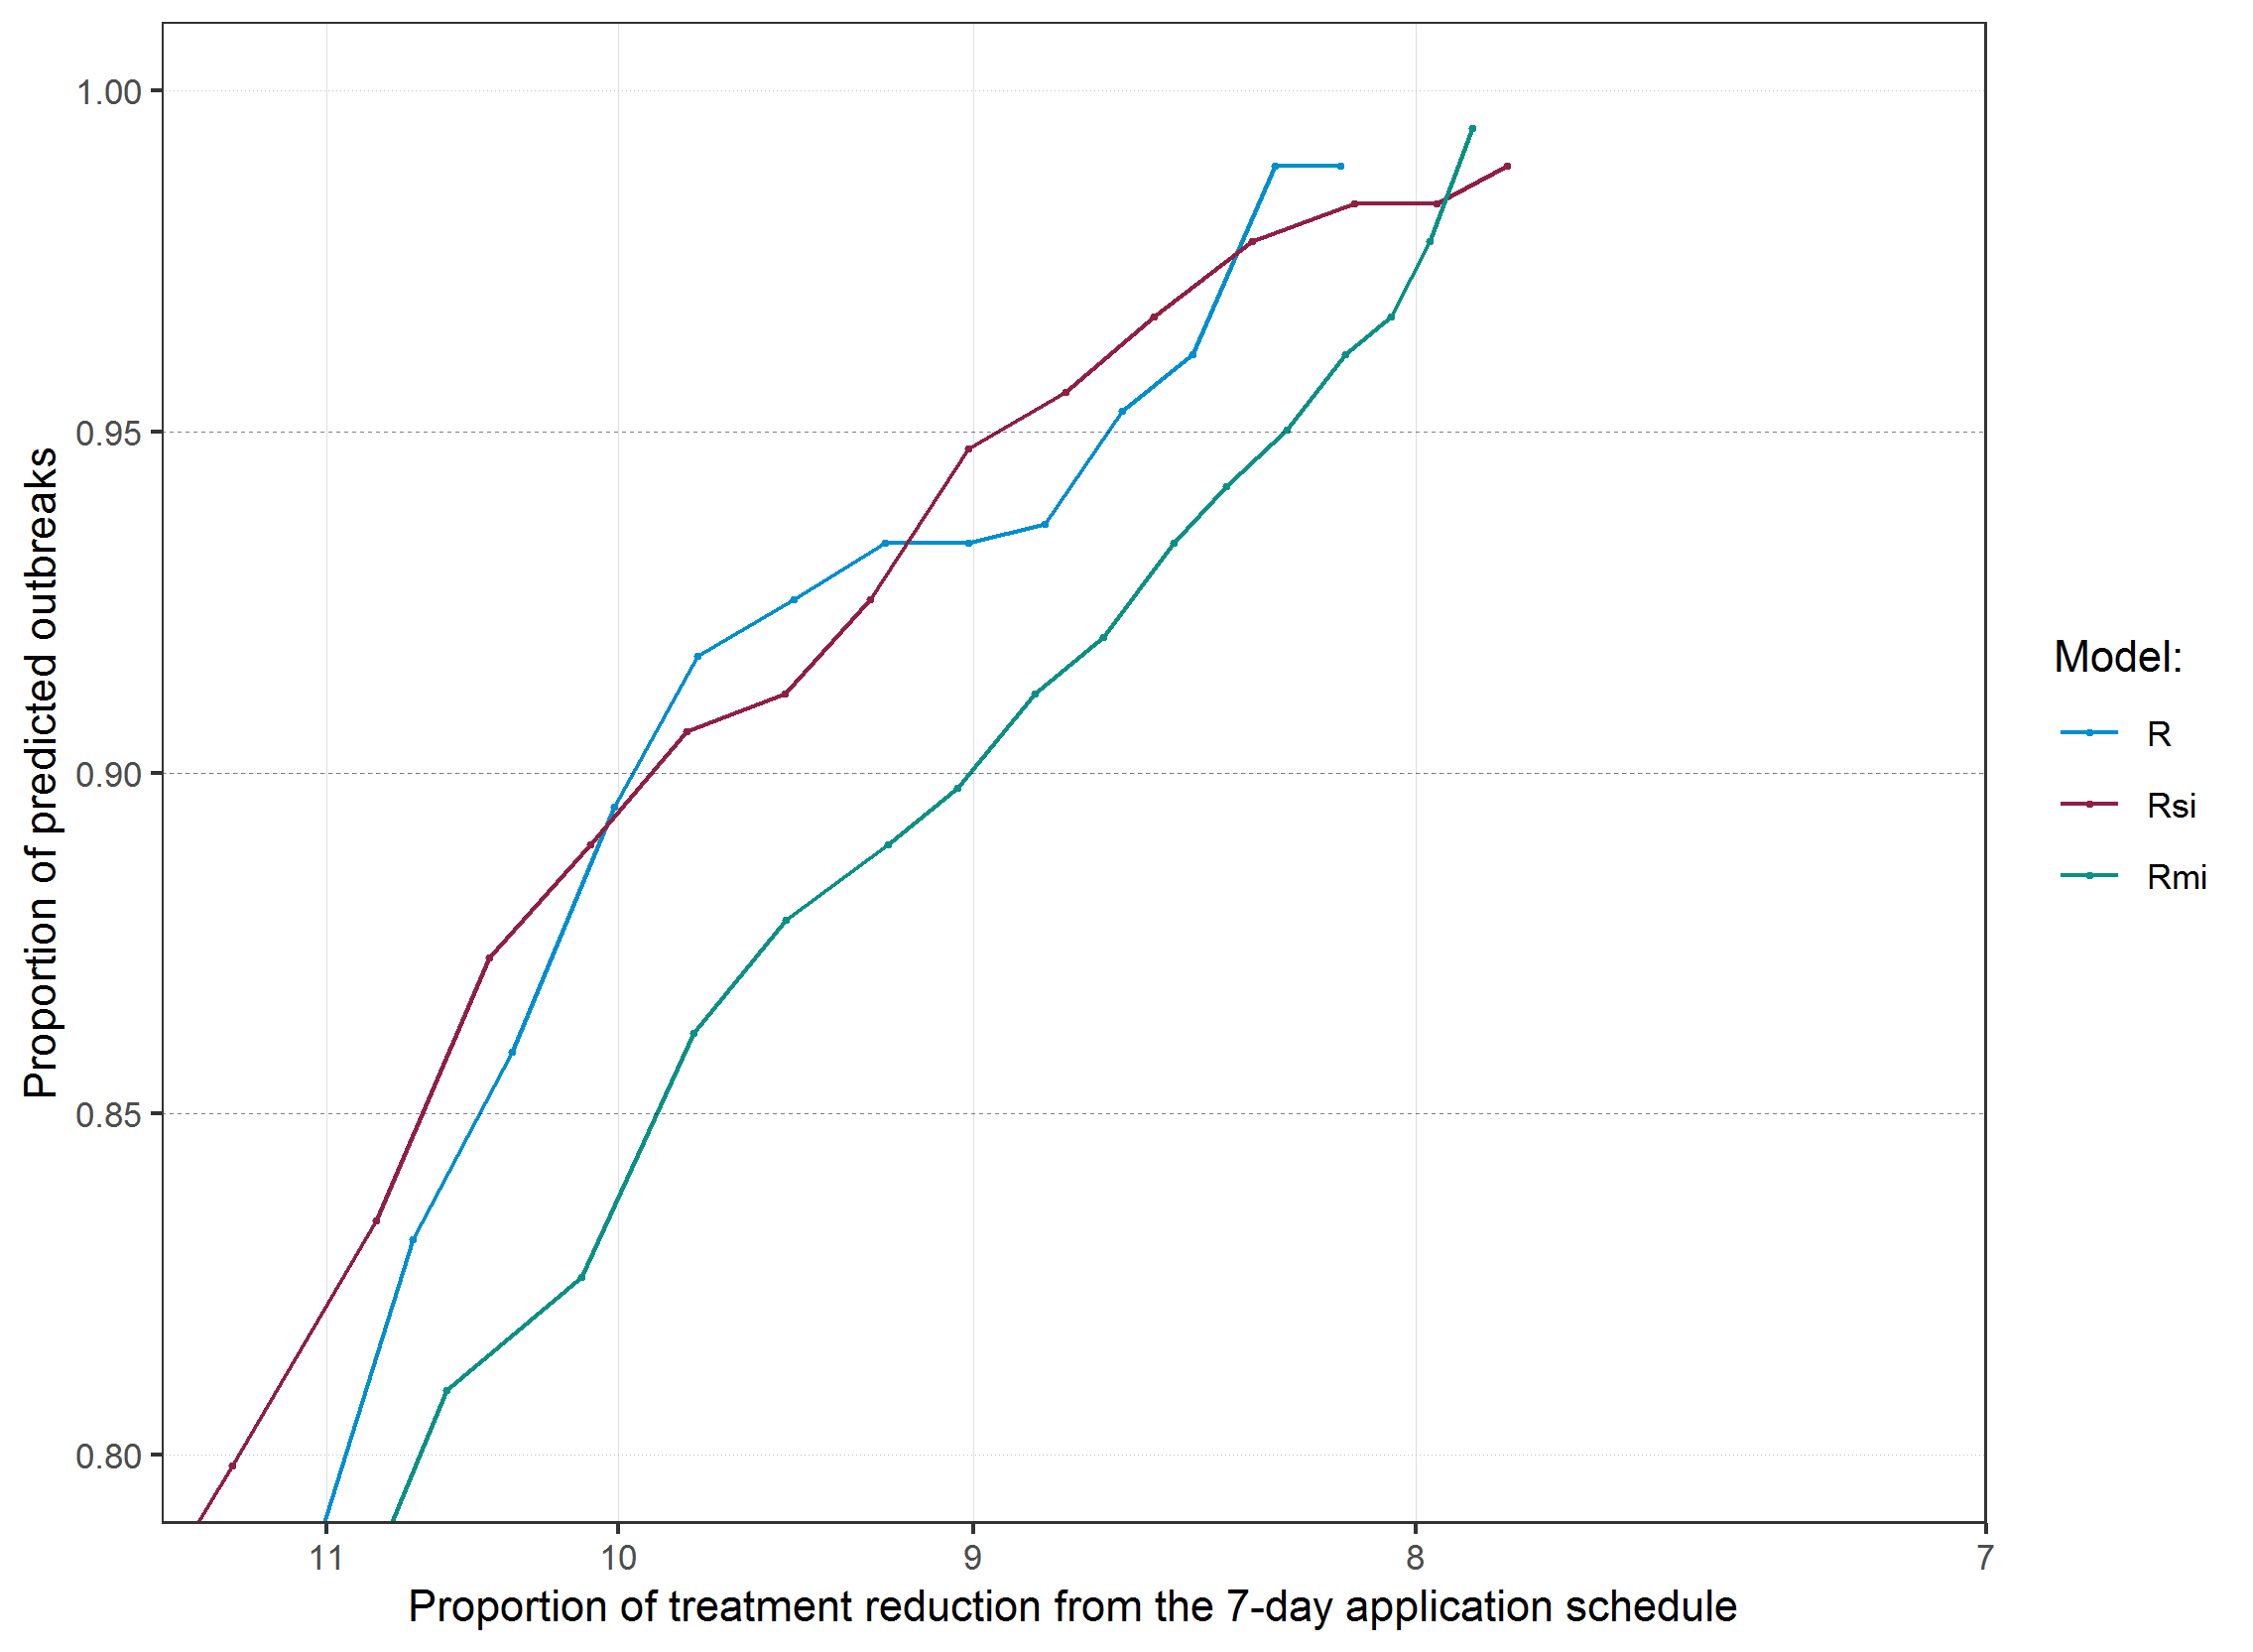 1.00
0.95
0.90
0.85
0.80
Proportion of predicted outbreaks
11 10 9 8 7
Proportion of treatment reduction from the 7-day application schedule
Model:
R
Rsi
Rmi